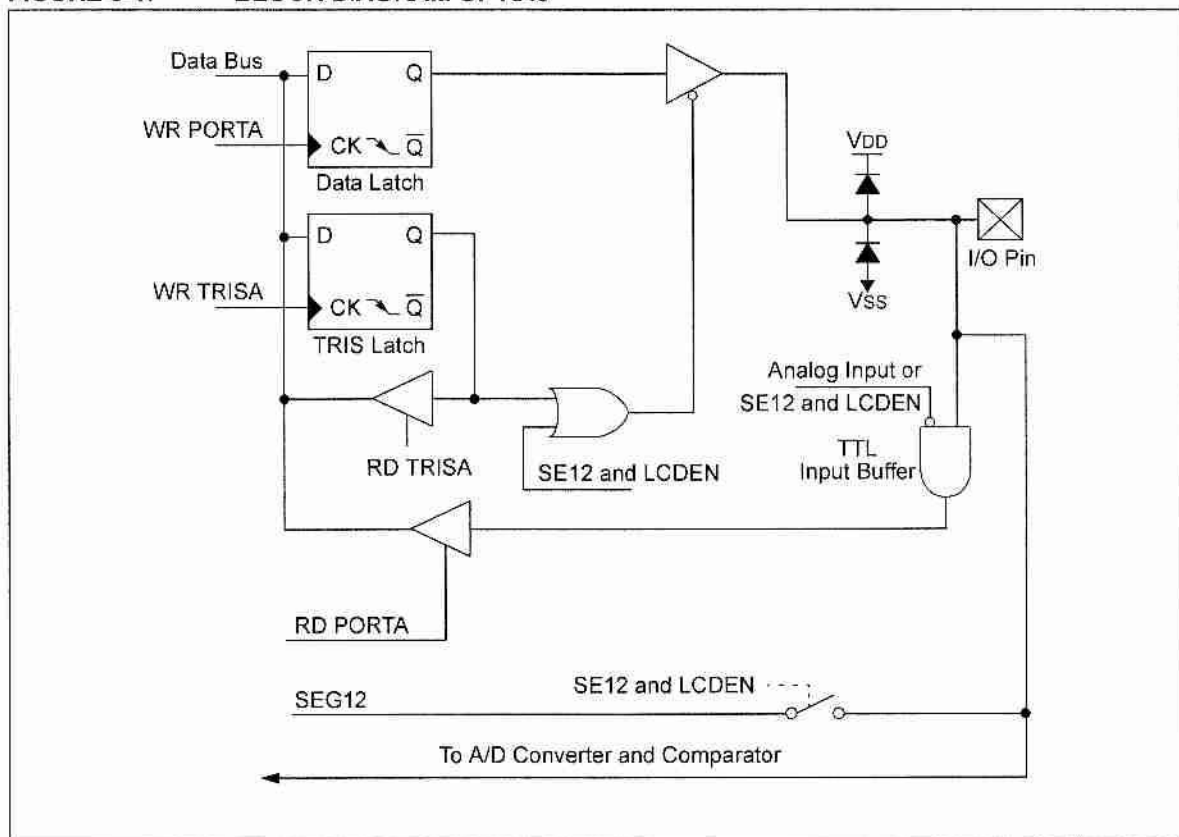 Data Bus
D Q
WR PORTA
CK Q
Data Latch
VDD
D Q
I/O Pin
WR TRISA
CK Q
VSS
TRIS Latch
Analog Input or
SE12 and LCDEN
TTL
Input Buffer
RD TRISA
SE12 and LCDEN
RD PORTA
SE12 and LCDEN
SEG12
To A/D Converter and Comparator